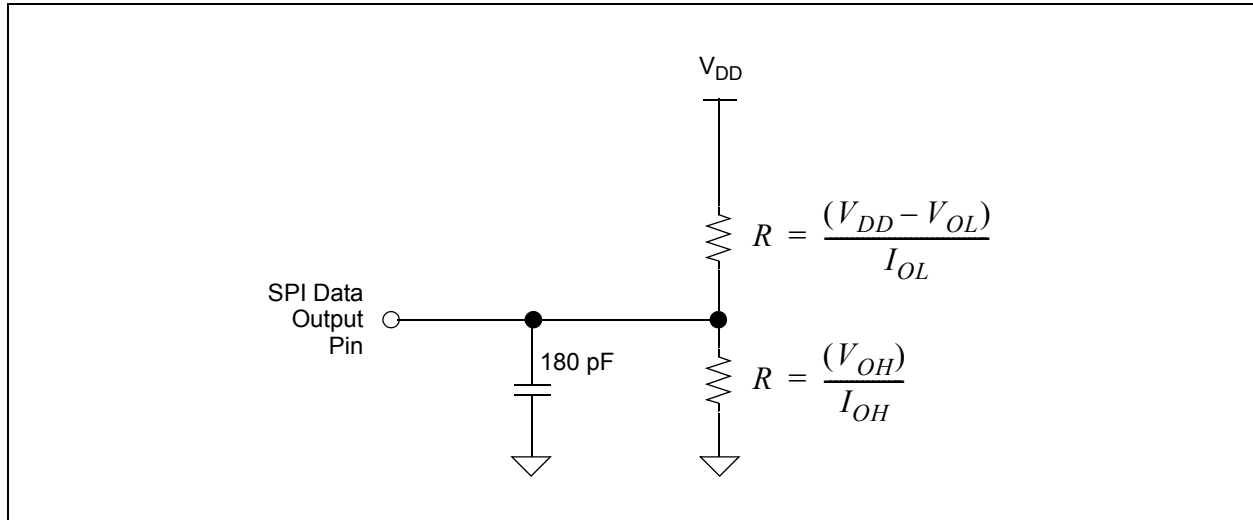 V_DD
R = (V_DD – V_OL) / I_OL
SPI Data
Output
Pin
180 pF
R = (V_OH) / I_OH